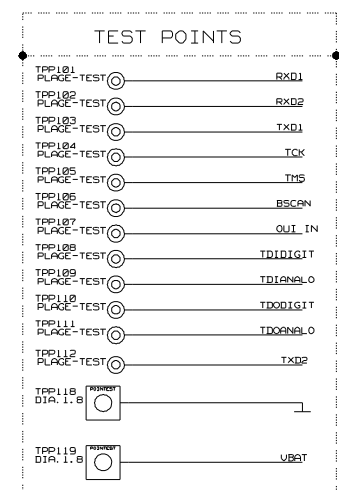 TEST POINTS
TPP101
PLAGE-TEST RXD1
TPP102
PLAGE-TEST RXD2
TPP103
PLAGE-TEST TXD1
TPP104
PLAGE-TEST TCK
TPP105
PLAGE-TEST TMS
TPP106
PLAGE-TEST BSCAN
TPP107
PLAGE-TEST OUI_IN
TPP108
PLAGE-TEST TDIDIGIT
TPP109
PLAGE-TEST TDIANALO
TPP110
PLAGE-TEST TDODIGIT
TPP111
PLAGE-TEST TDOANALO
TPP112
PLAGE-TEST TXD2
TPP118 POINTEST
DIA.1.8
TPP119 POINTEST
DIA.1.8 VBAT